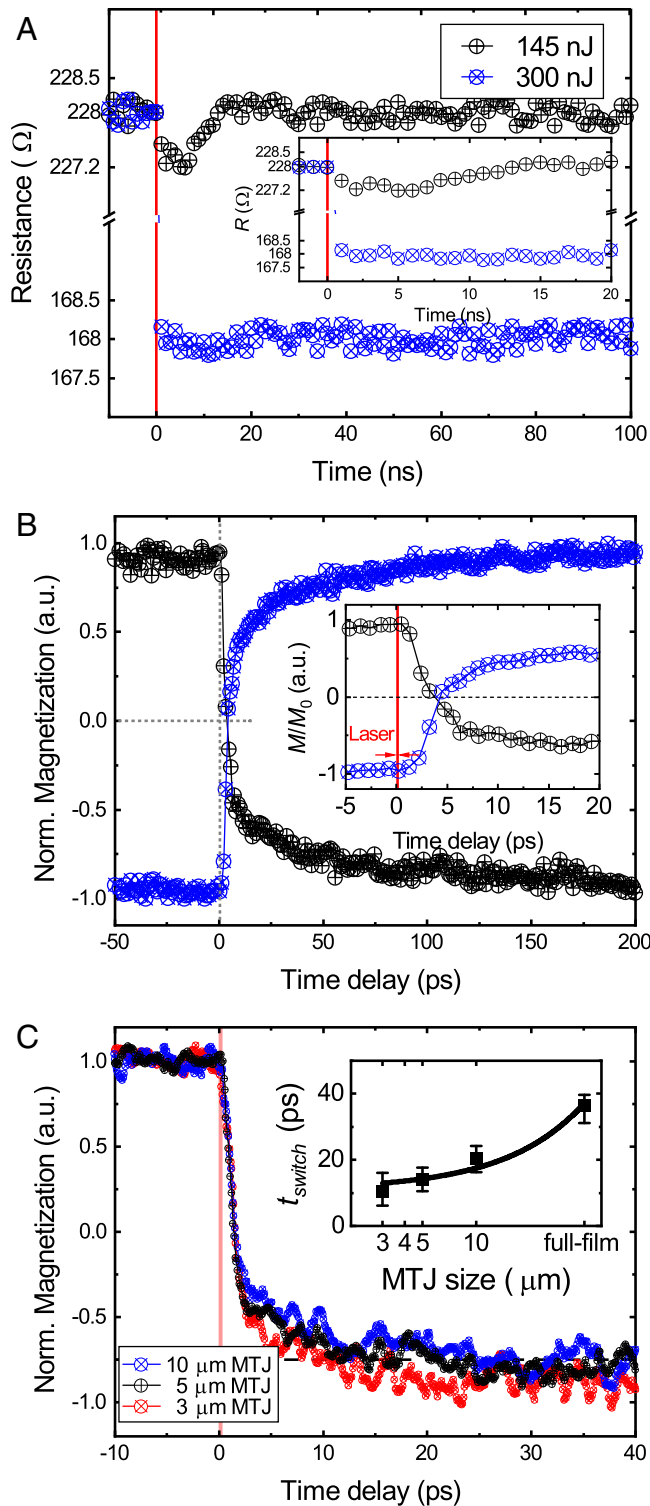 A
145 nJ
300 nJ
228.5
228
227.2
168.5
168
167.5
Resistance ( Ω)
0
20
40
60
80
100
Time (ns)
228.5
228
227.2
168.5
168
167.5
R (Ω)
0
5
10
15
20
Time (ns)
B
1.0
0.5
0.0
-0.5
-1.0
Norm. Magnetization (a.u.)
-50
0
50
100
150
200
Time delay (ps)
1
0
-1
M/M0 (a.u.)
Laser
-5
0
5
10
15
20
Time delay (ps)
C
1.0
0.5
0.0
-0.5
-1.0
Norm. Magnetization (a.u.)
10 μm MTJ
5 μm MTJ
3 μm MTJ
-10
0
10
20
30
40
Time delay (ps)
40
20
0
tswitch (ps)
3
4
5
10
full-film
MTJ size ( μm)